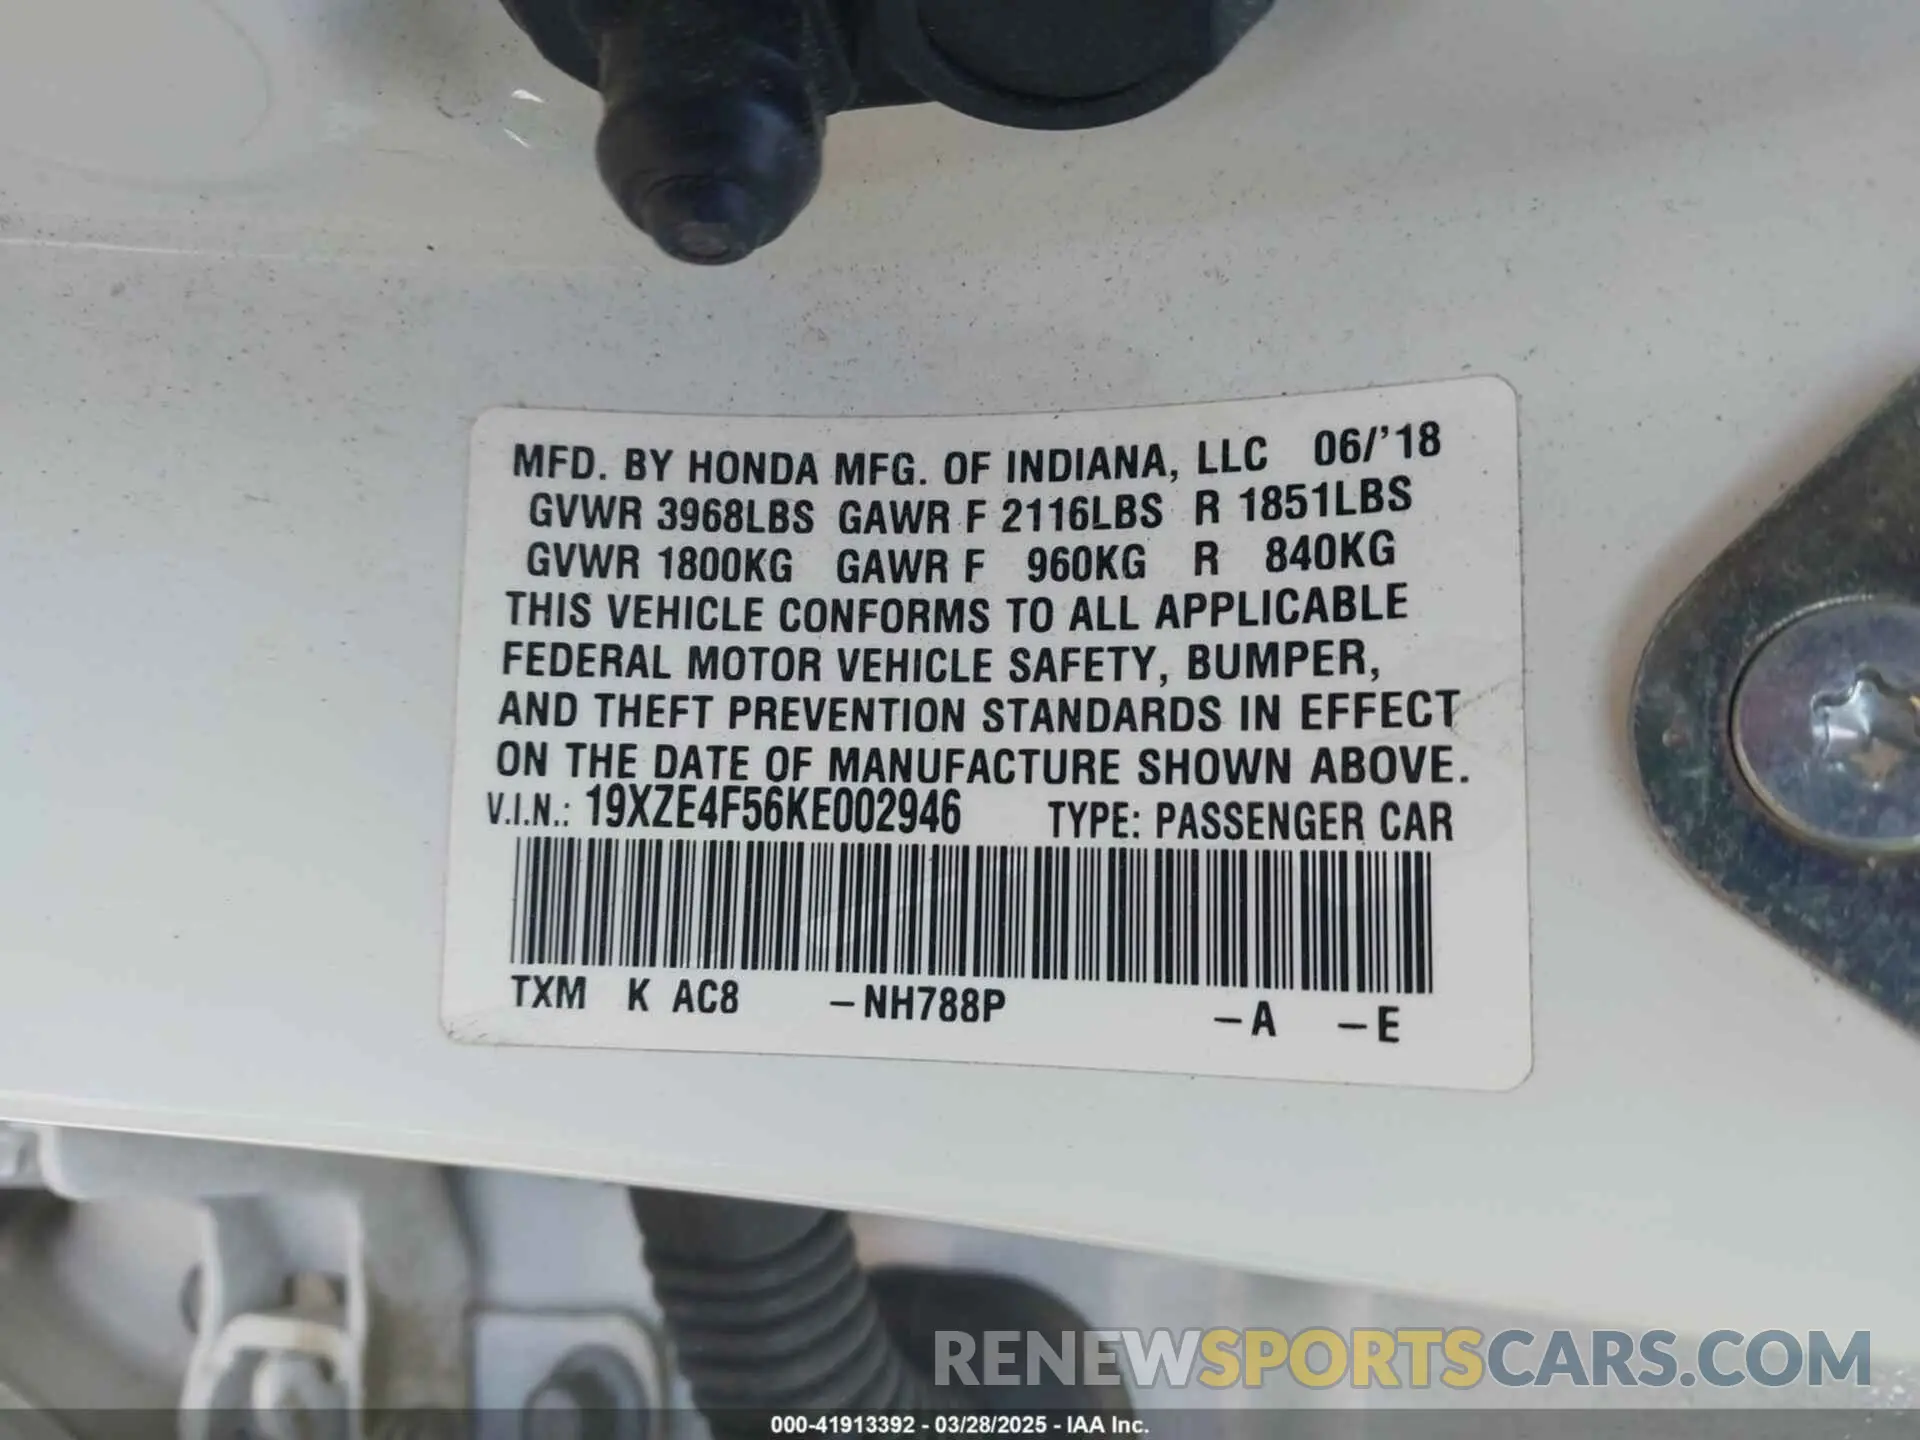 MFD. BY HONDA MFG. OF INDIANA, LLC 06/'18
GVWR 3968LBS GAWR F 2116LBS R 1851LBS
GVWR 1800KG GAWR F 960KG R 840KG
THIS VEHICLE CONFORMS TO ALL APPLICABLE
FEDERAL MOTOR VEHICLE SAFETY, BUMPER,
AND THEFT PREVENTION STANDARDS IN EFFECT
ON THE DATE OF MANUFACTURE SHOWN ABOVE.
V.I.N.: 19XZE4F56KE002946 TYPE: PASSENGER CAR
TXM K AC8 –NH788P –A –E
RENEWSPORTSCARS.COM
000-41913392 - 03/28/2025 - IAA Inc.